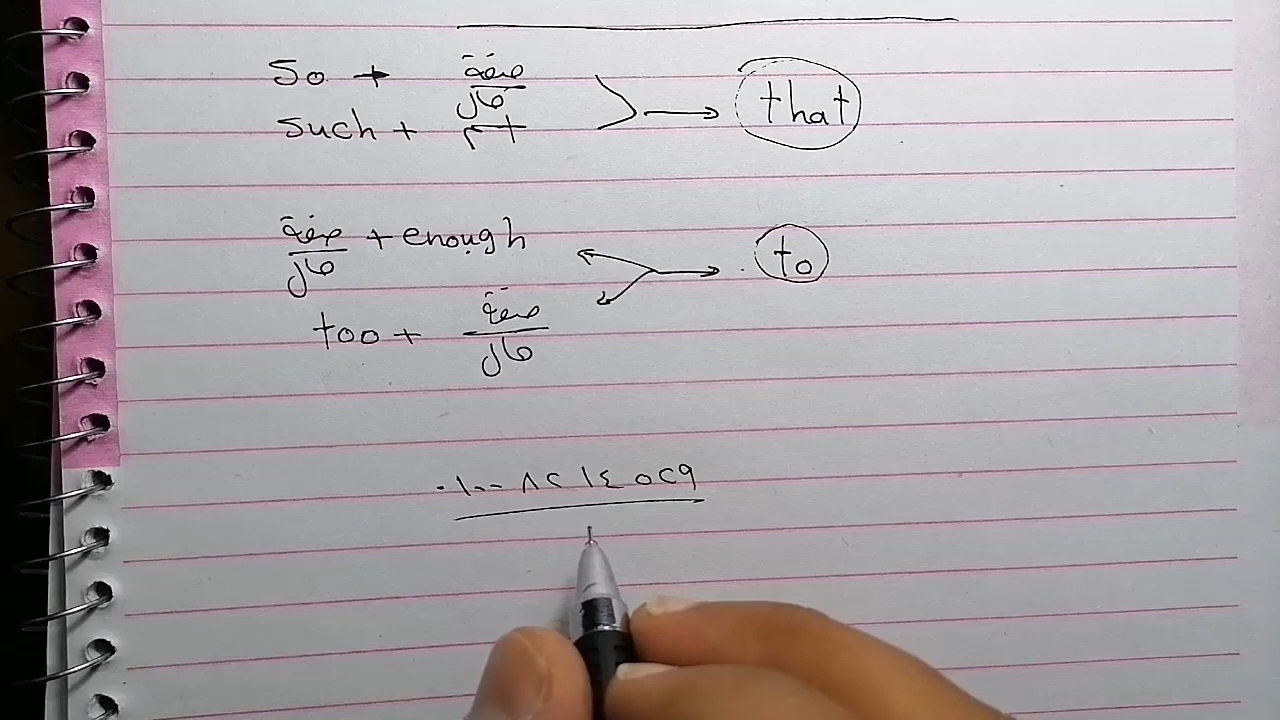 So + صفة / حال
such + اسم
that
صفة / حال + enough
too + صفة / حال
to
٠١٠٠ ٨٢ ١٤ ٥٢٩